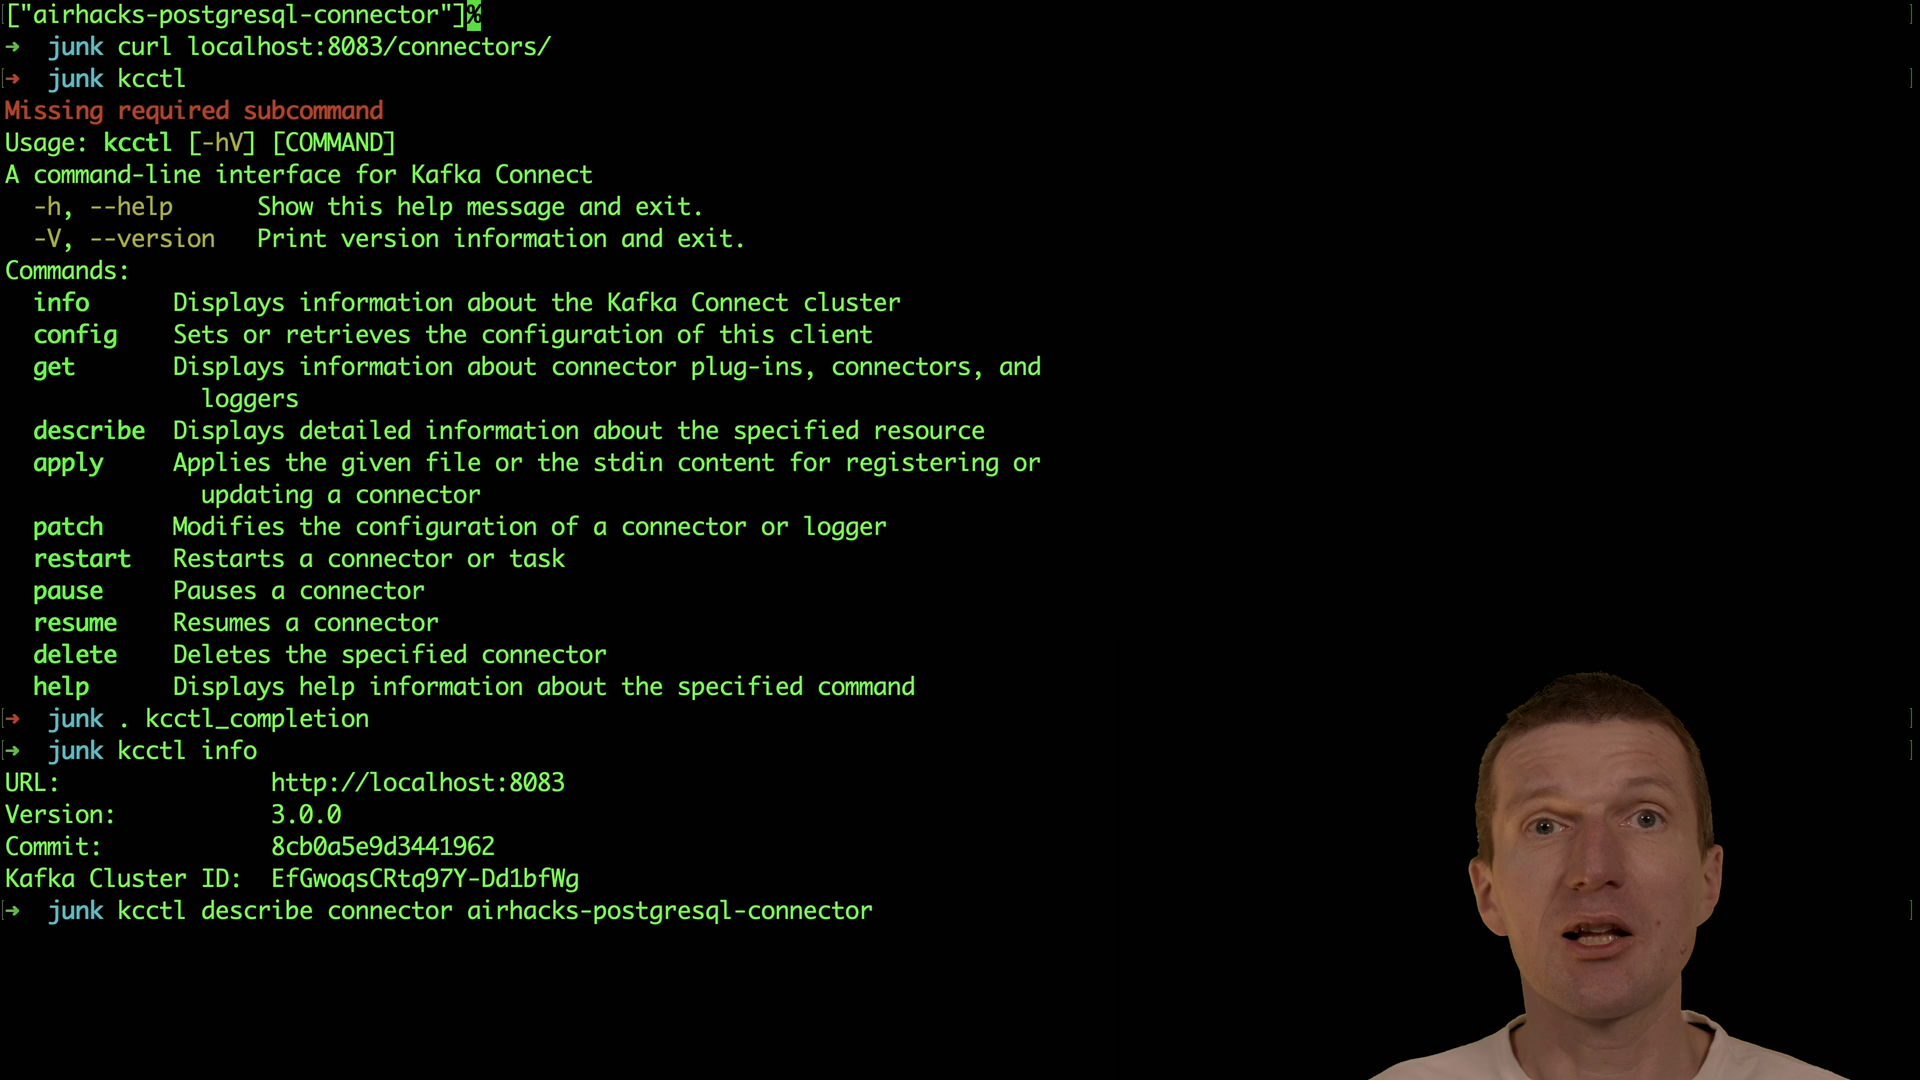 ["airhacks-postgresql-connector"]%
→ junk curl localhost:8083/connectors/
→ junk kcctl
Missing required subcommand
Usage: kcctl [-hV] [COMMAND]
A command-line interface for Kafka Connect
-h, --help Show this help message and exit.
-V, --version Print version information and exit.
Commands:
info Displays information about the Kafka Connect cluster
config Sets or retrieves the configuration of this client
get Displays information about connector plug-ins, connectors, and
loggers
describe Displays detailed information about the specified resource
apply Applies the given file or the stdin content for registering or
updating a connector
patch Modifies the configuration of a connector or logger
restart Restarts a connector or task
pause Pauses a connector
resume Resumes a connector
delete Deletes the specified connector
help Displays help information about the specified command
→ junk . kcctl_completion
→ junk kcctl info
URL: http://localhost:8083
Version: 3.0.0
Commit: 8cb0a5e9d3441962
Kafka Cluster ID: EfGwoqsCRtq97Y-Dd1bfWg
→ junk kcctl describe connector airhacks-postgresql-connector